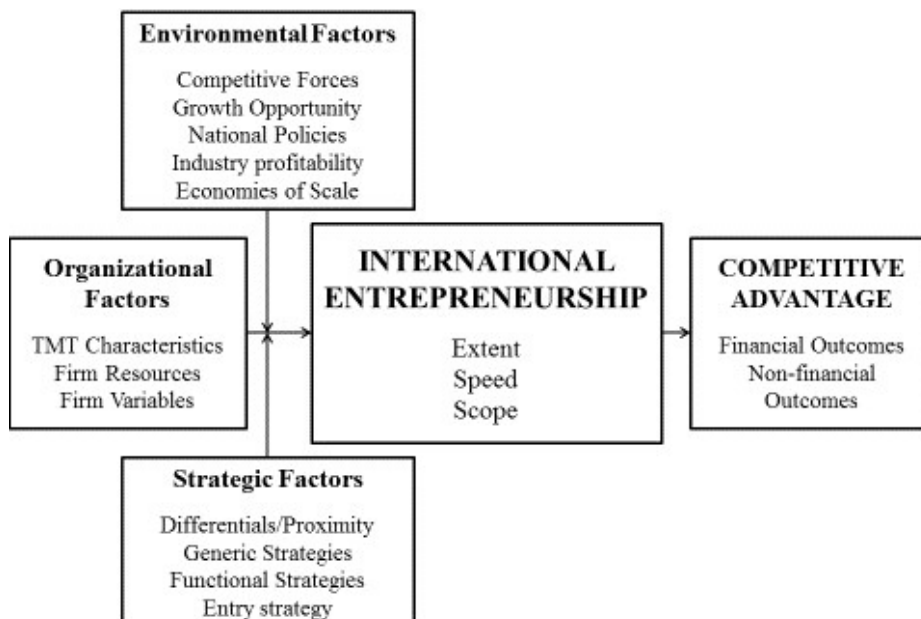 Environmental Factors
Competitive Forces
Growth Opportunity
National Policies
Industry profitability
Economies of Scale
Organizational
Factors
TMT Characteristics
Firm Resources
Firm Variables
INTERNATIONAL
ENTREPRENEURSHIP
Extent
Speed
Scope
COMPETITIVE
ADVANTAGE
Financial Outcomes
Non-financial
Outcomes
Strategic Factors
Differentials/Proximity
Generic Strategies
Functional Strategies
Entry strategy